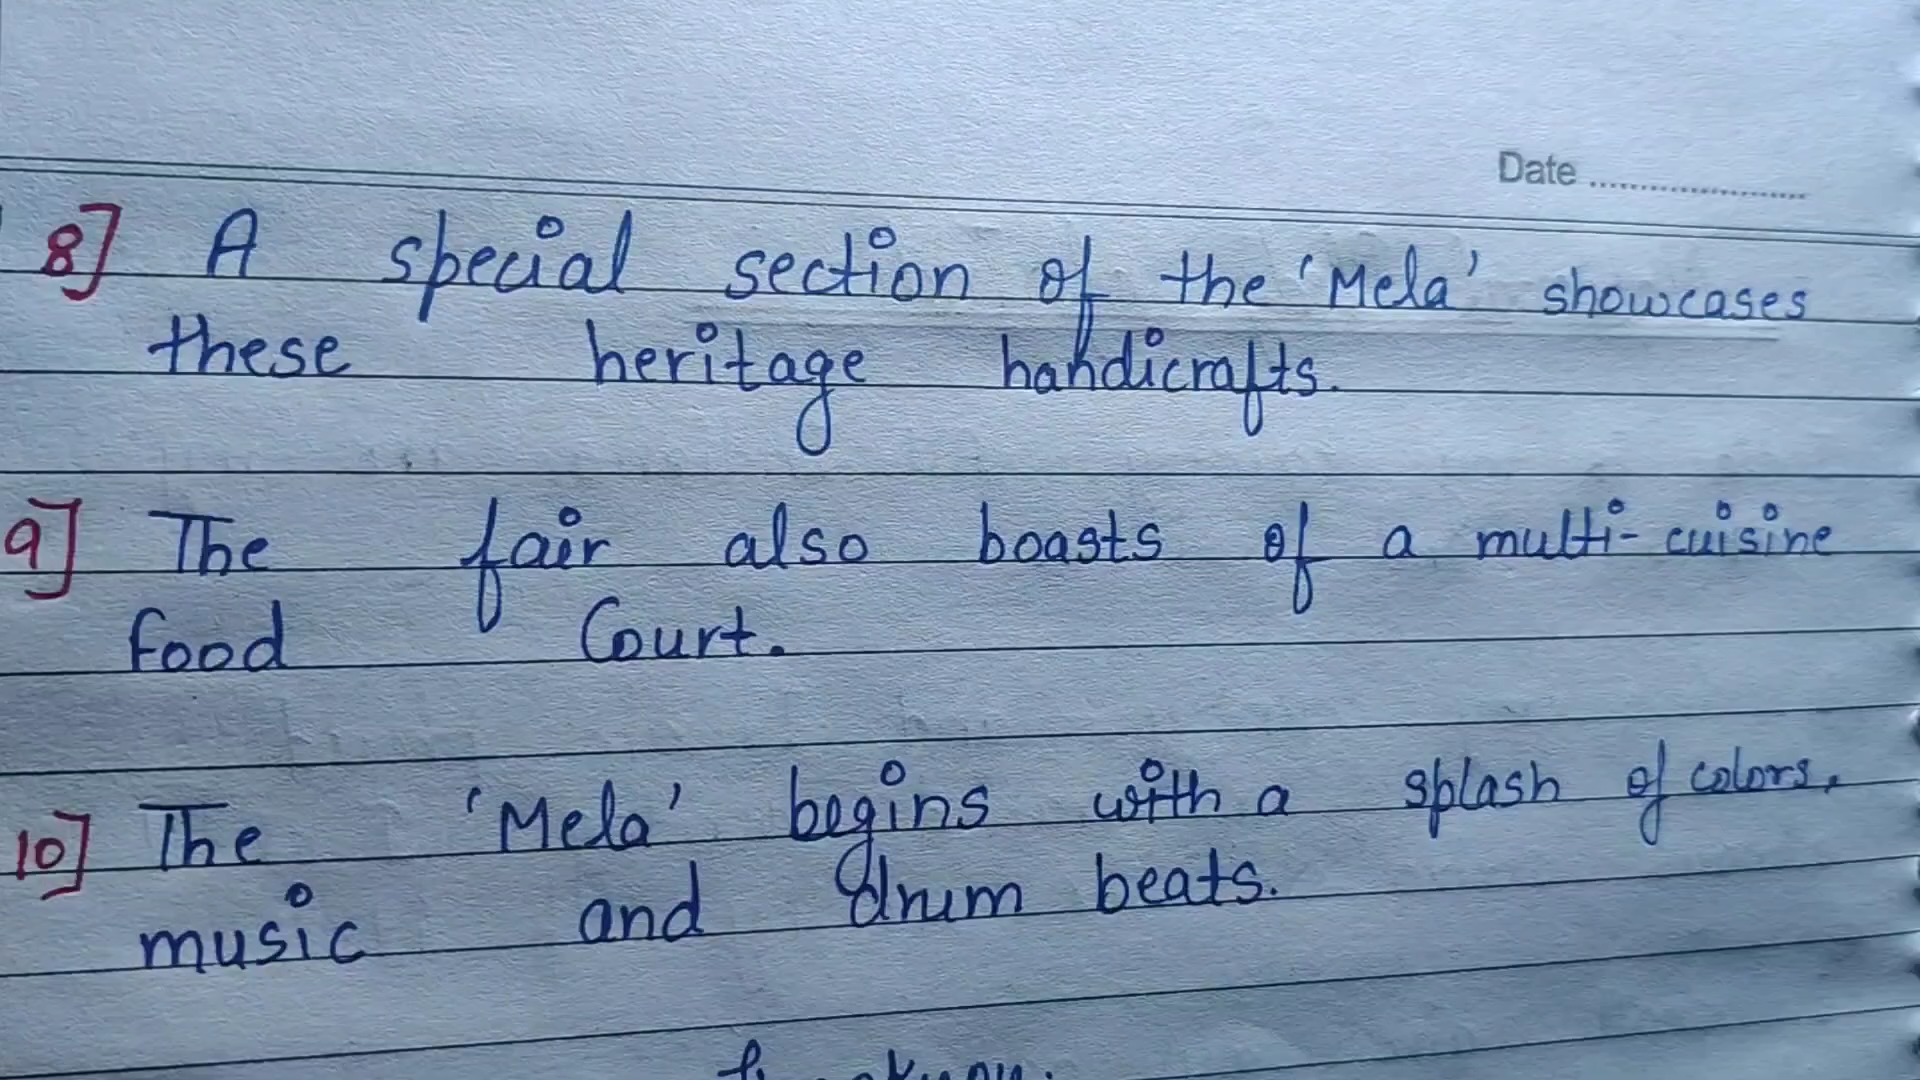 Date
8] A special section of the 'Mela' showcases
these heritage handicrafts.
9] The fair also boasts of a multi-cuisine
food Court.
10] The 'Mela' begins with a splash of colors,
music and drum beats.